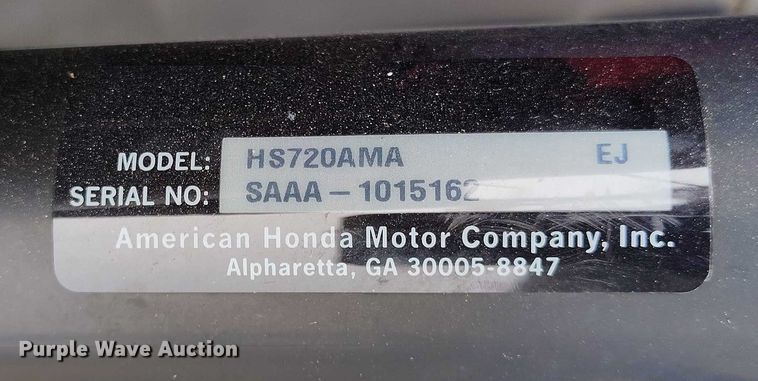 MODEL: HS720AMA EJ
SERIAL NO: SAAA – 1015162
American Honda Motor Company, Inc.
Alpharetta, GA 30005-8847
Purple Wave Auction